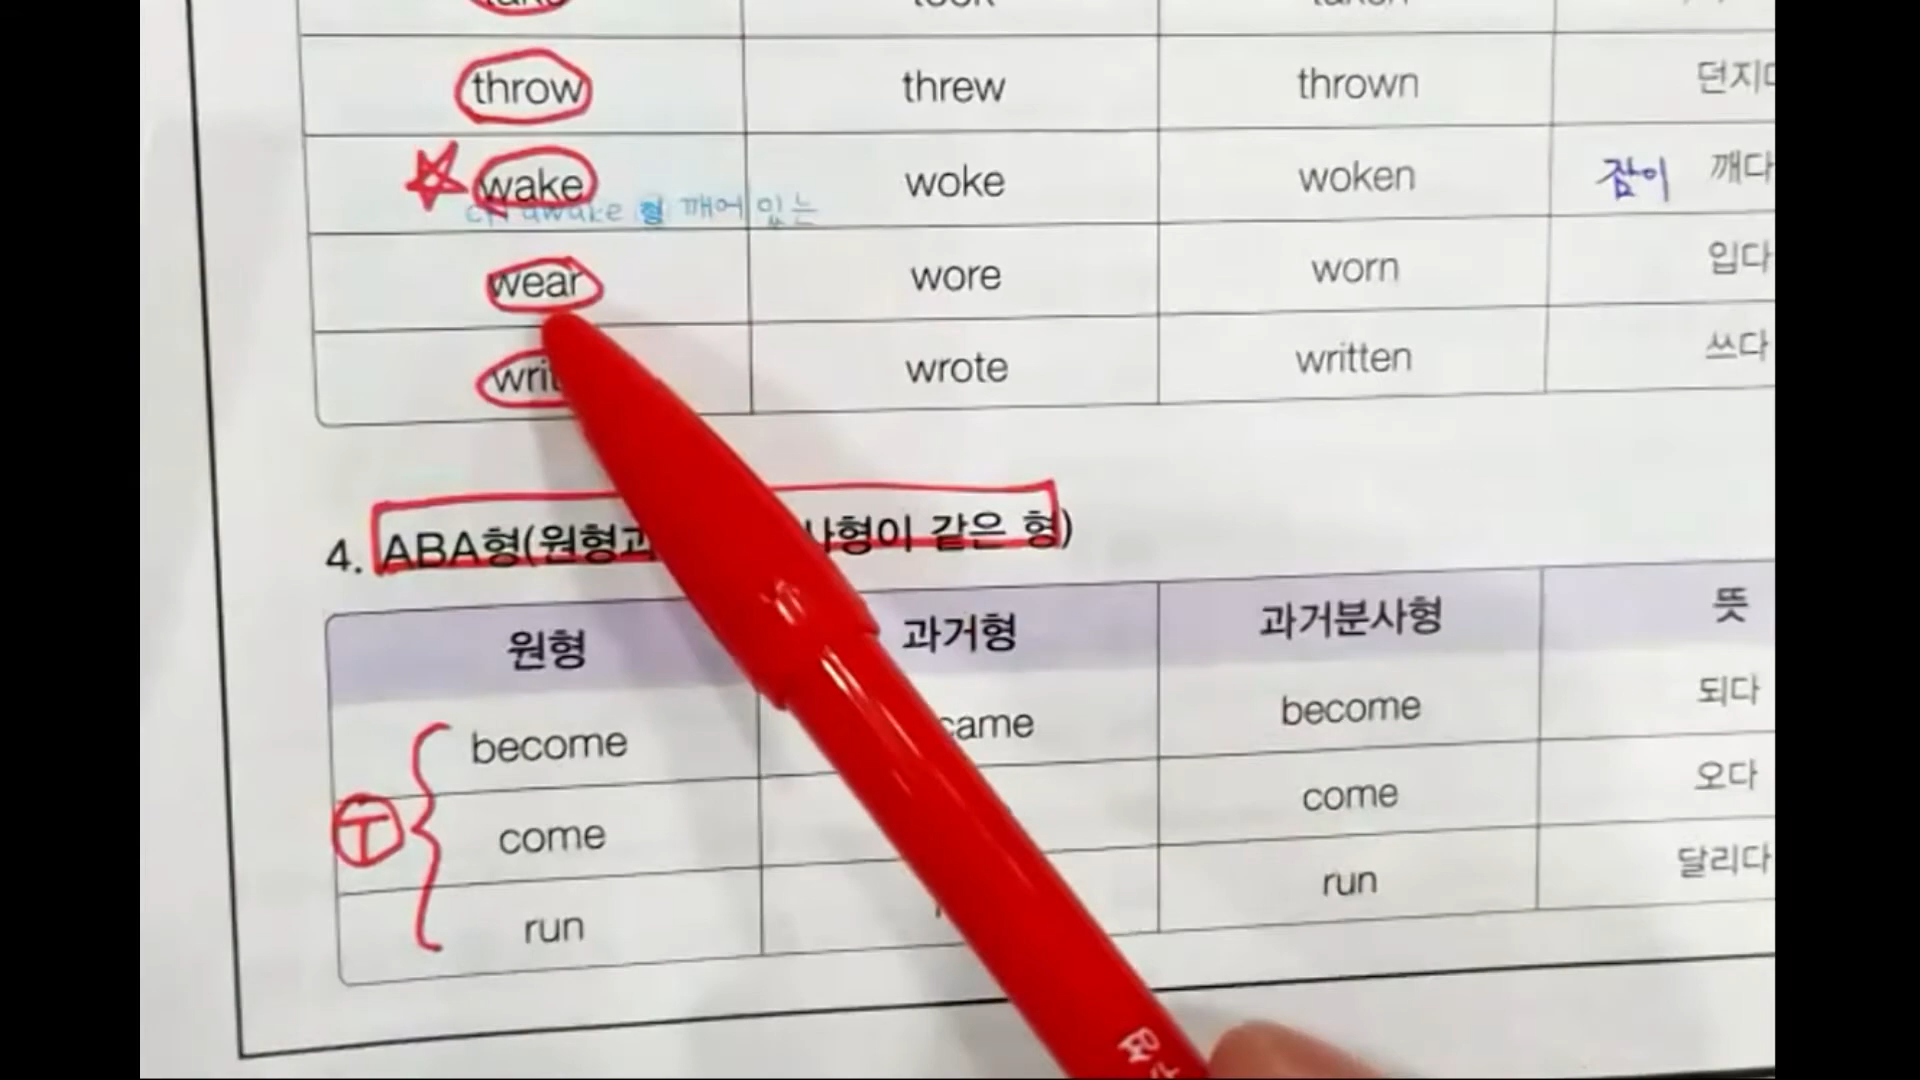 throw threw thrown 던지다
wake woke woken 잠이 깨다
awake 형 깨어 있는
wear wore worn 입다
wrote written 쓰다
4. ABA형(원형과 사형이 같은 형)
원형 과거형 과거분사형 뜻
become came become 되다
T come come 오다
run run 달리다